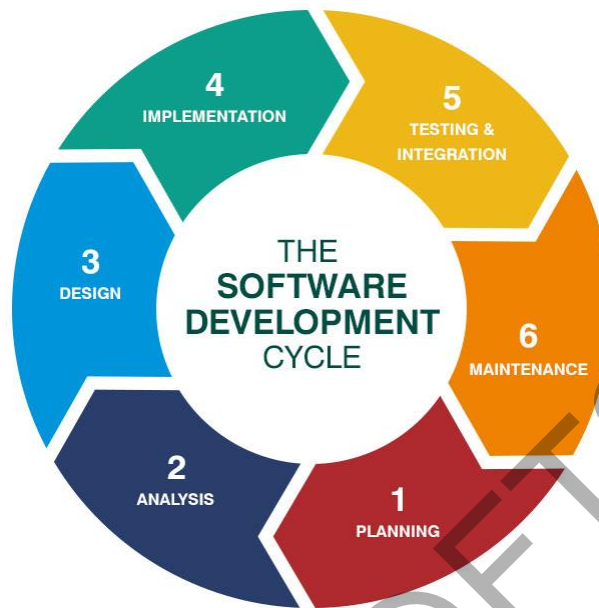 THE
SOFTWARE
DEVELOPMENT
CYCLE
1
PLANNING
2
ANALYSIS
3
DESIGN
4
IMPLEMENTATION
5
TESTING &
INTEGRATION
6
MAINTENANCE